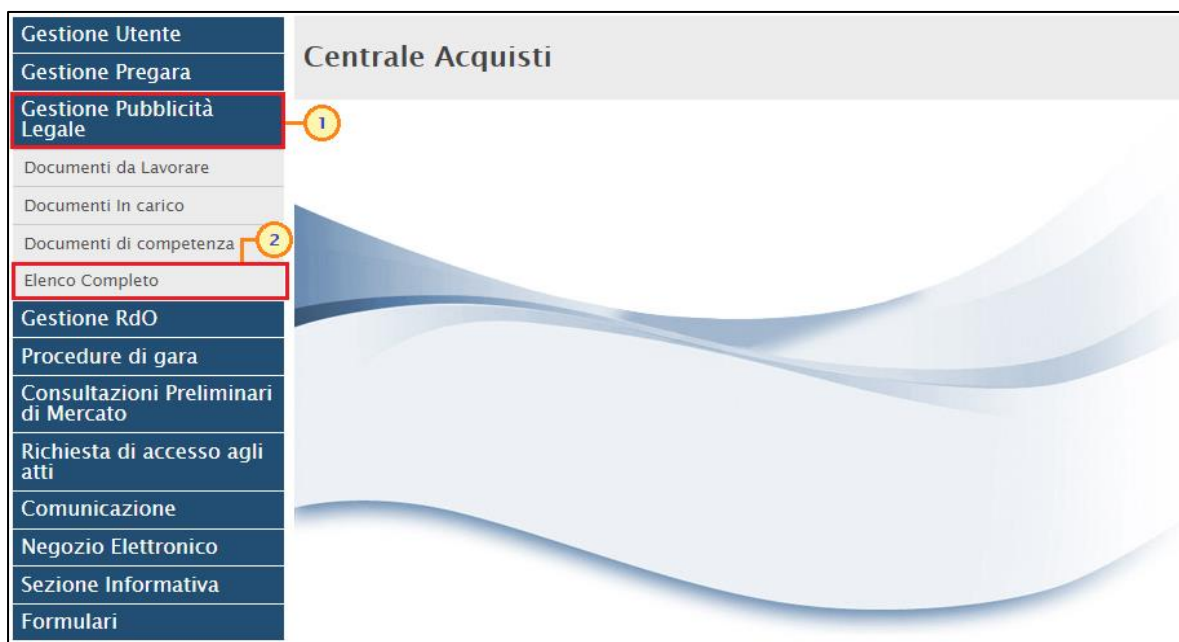 Gestione Utente
Centrale Acquisti
Gestione Pregara
Gestione Pubblicità
Legale
1
Documenti da Lavorare
Documenti In carico
Documenti di competenza
2
Elenco Completo
Gestione RdO
Procedure di gara
Consultazioni Preliminari
di Mercato
Richiesta di accesso agli
atti
Comunicazione
Negozio Elettronico
Sezione Informativa
Formulari